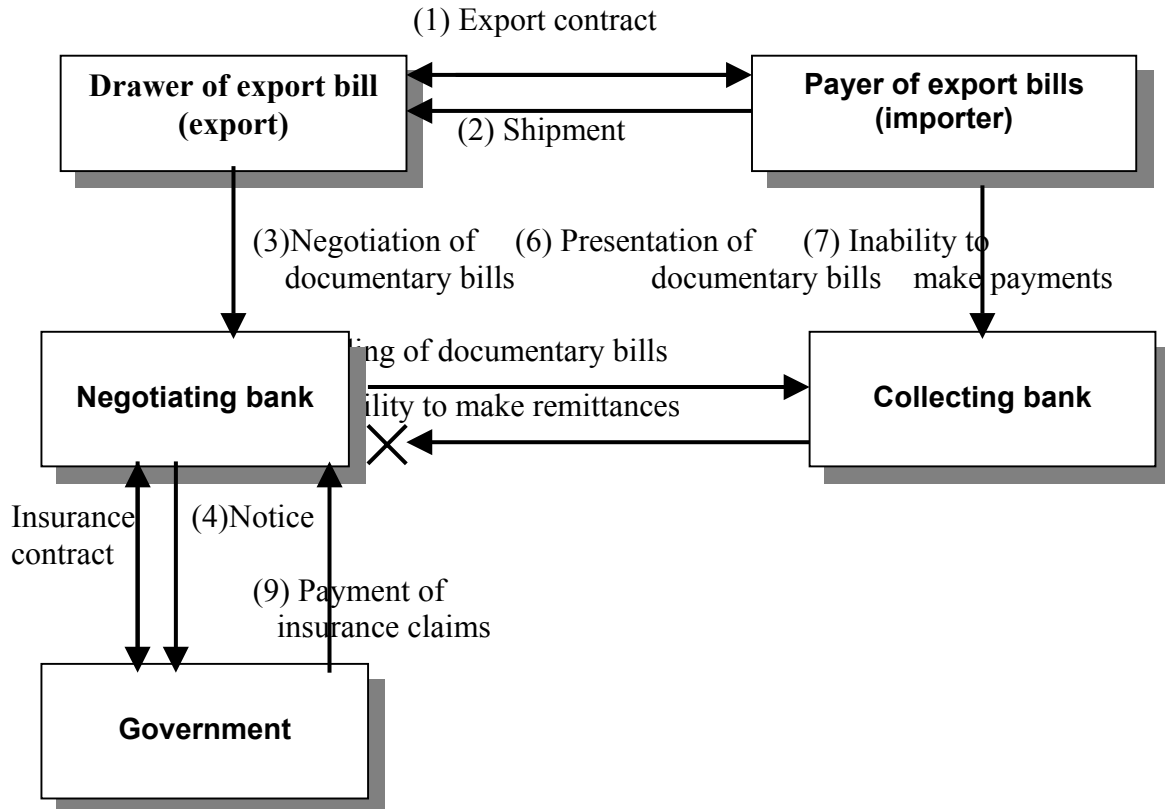 (1) Export contract
Drawer of export bill
(export)
Payer of export bills
(importer)
(2) Shipment
(3)Negotiation of
documentary bills
(6) Presentation of
documentary bills
(7) Inability to
make payments
of documentary bills
Negotiating bank
to make remittances
Collecting bank
Insurance
contract
(4)Notice
(9) Payment of
insurance claims
Government